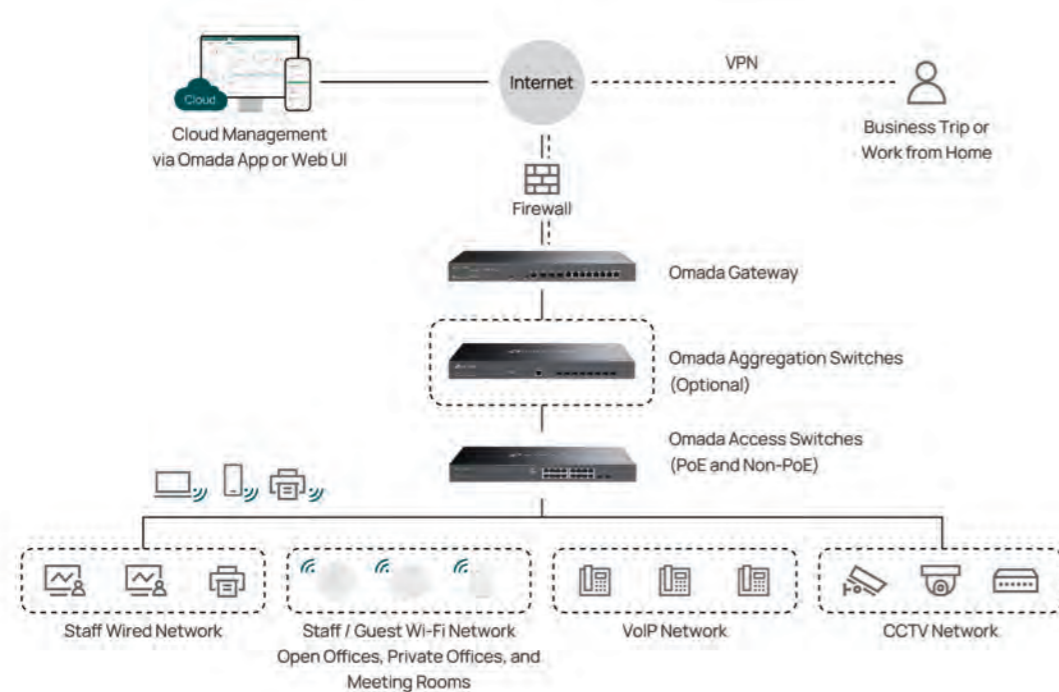 Cloud
Cloud Management
via Omada App or Web UI
Internet
VPN
Business Trip or
Work from Home
Firewall
Omada Gateway
Omada Aggregation Switches
(Optional)
Omada Access Switches
(PoE and Non-PoE)
Staff Wired Network
Staff / Guest Wi-Fi Network
Open Offices, Private Offices, and
Meeting Rooms
VoIP Network
CCTV Network